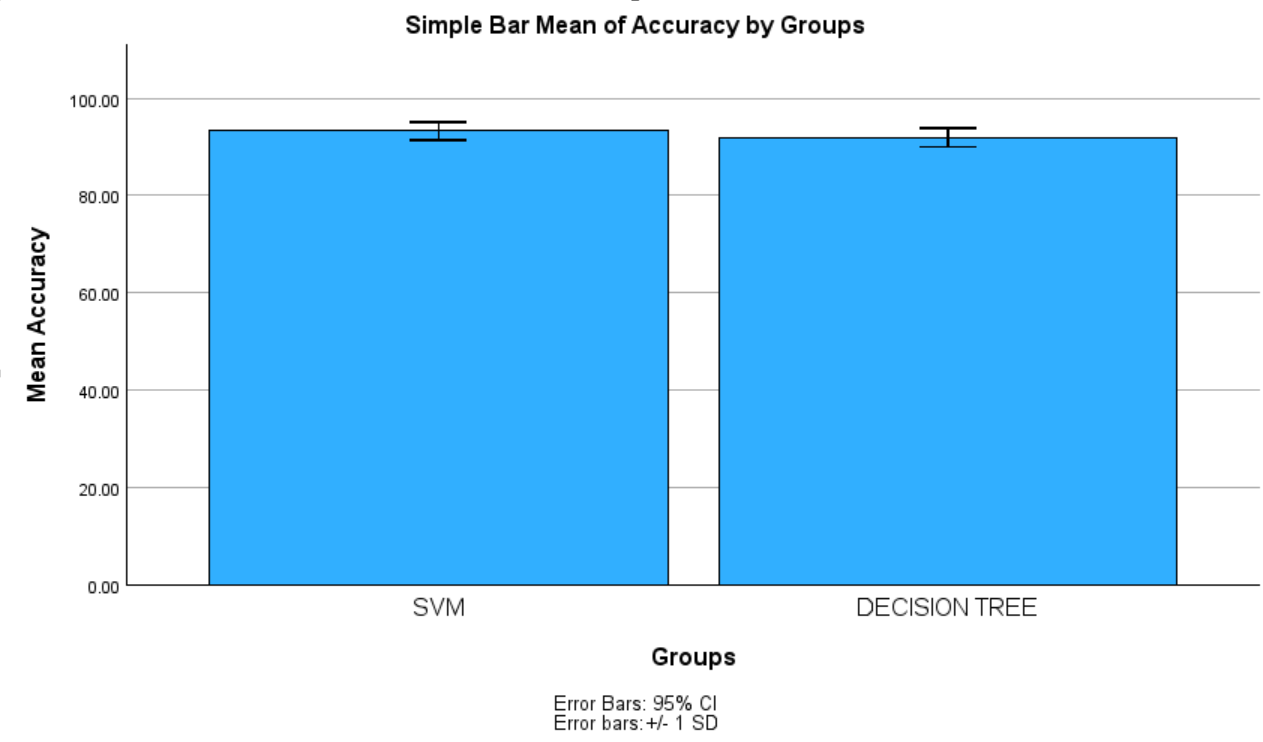 Simple Bar Mean of Accuracy by Groups
100.00
80.00
60.00
40.00
20.00
0.00
Mean Accuracy
SVM
DECISION TREE
Groups
Error Bars: 95% CI
Error bars:+/- 1 SD